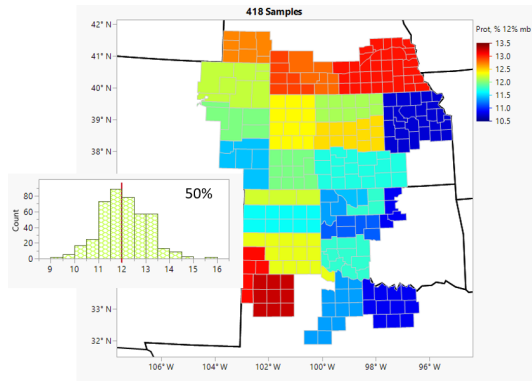 418 Samples
Prot, % 12% mb
42° N
41° N
40° N
39° N
38° N
33° N
32° N
13.5
13.0
12.5
12.0
11.5
11.0
10.5
50%
Count
80
60
40
20
0
9 10 11 12 13 14 15 16
106° W 104° W 102° W 100° W 98° W 96° W